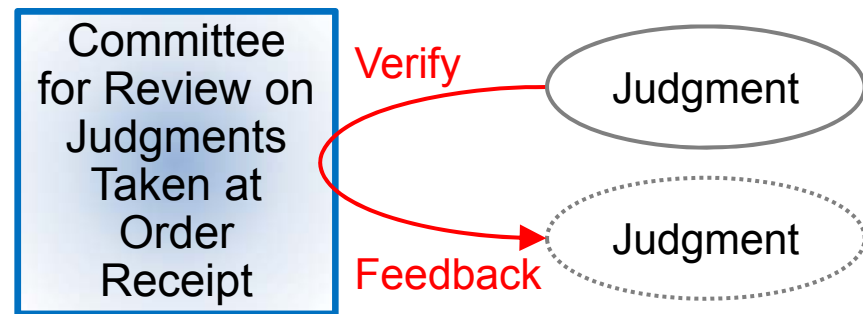 Committee
for Review on
Judgments
Taken at
Order
Receipt
Verify
Judgment
Judgment
Feedback